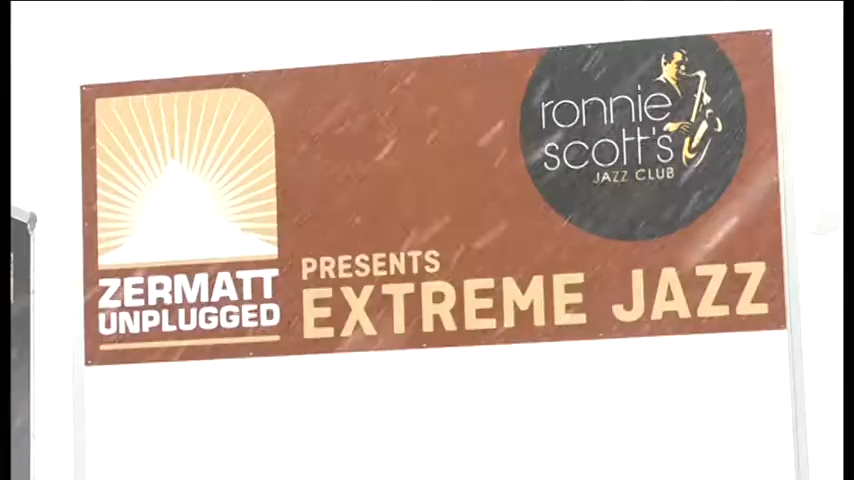 ronnie
scott's
JAZZ CLUB
ZERMATT
UNPLUGGED
PRESENTS
EXTREME JAZZ